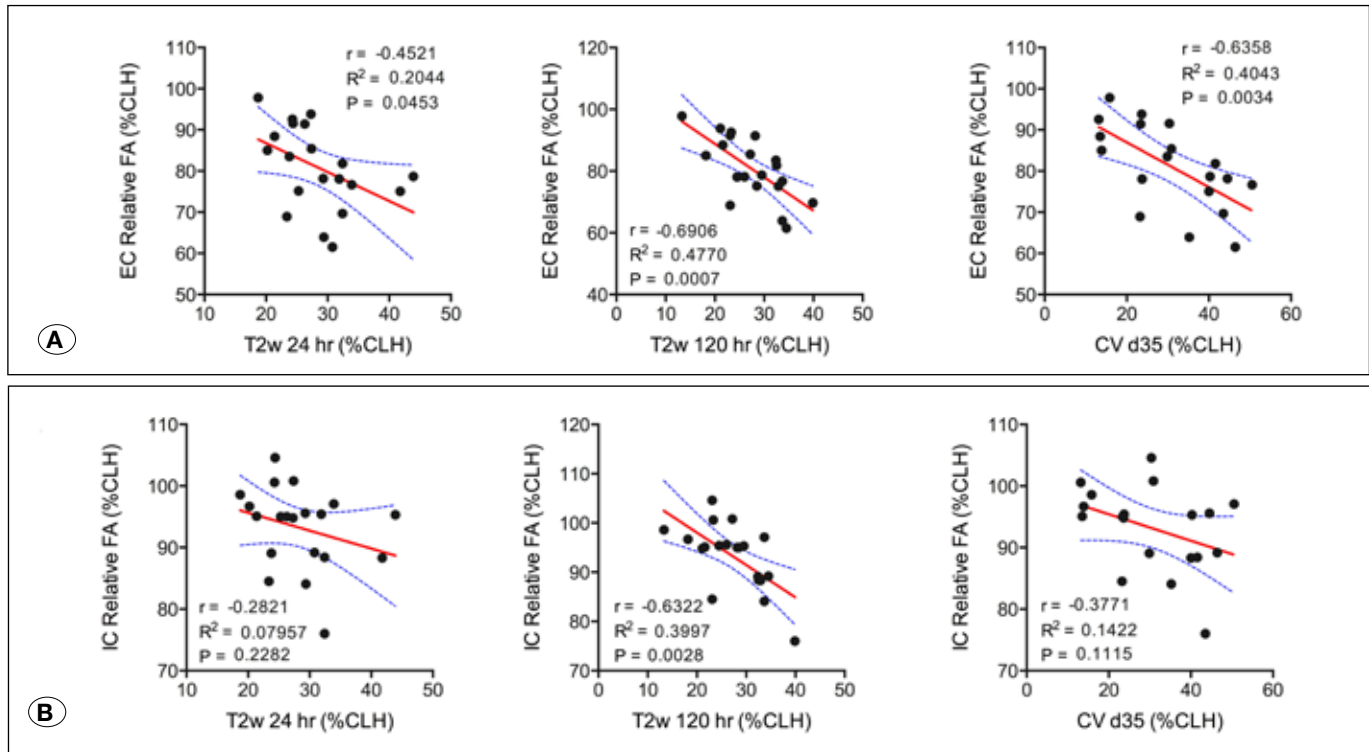 110
100
90
80
70
60
50
EC Relative FA (%CLH)
r = -0.4521
R² = 0.2044
P = 0.0453
10 20 30 40 50
T2w 24 hr (%CLH)
120
100
80
60
40
EC Relative FA (%CLH)
r = -0.6906
R² = 0.4770
P = 0.0007
0 10 20 30 40 50
T2w 120 hr (%CLH)
110
100
90
80
70
60
50
EC Relative FA (%CLH)
r = -0.6358
R² = 0.4043
P = 0.0034
0 20 40 60
CV d35 (%CLH)
A
110
100
90
80
70
IC Relative FA (%CLH)
r = -0.2821
R² = 0.07957
P = 0.2282
10 20 30 40 50
T2w 24 hr (%CLH)
120
110
100
90
80
70
IC Relative FA (%CLH)
r = -0.6322
R² = 0.3997
P = 0.0028
0 10 20 30 40 50
T2w 120 hr (%CLH)
110
100
90
80
70
IC Relative FA (%CLH)
r = -0.3771
R² = 0.1422
P = 0.1115
0 20 40 60
CV d35 (%CLH)
B